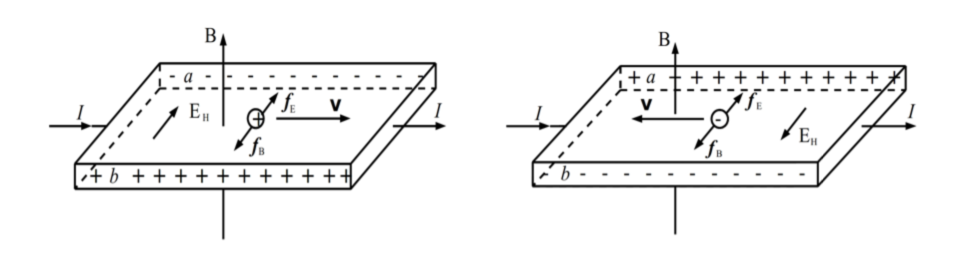 B
- a - - - - - - - - - - -
I
E_H
f_E
v
I
+
f_B
+ b + + + + + + + + + + + +
B
+ a - + + + + + + + + + +
I
v
f_E
I
-
f_B
E_H
- b - - - - - - - - - -